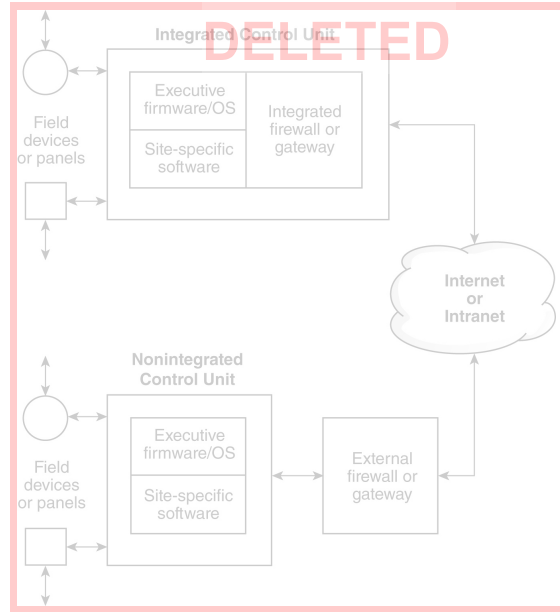 Integrated Control Unit
DELETED
Executive
firmware/OS
Integrated
firewall or
gateway
Site-specific
software
Field
devices
or panels
Internet
or
Intranet
Nonintegrated
Control Unit
Executive
firmware/OS
Site-specific
software
External
firewall or
gateway
Field
devices
or panels